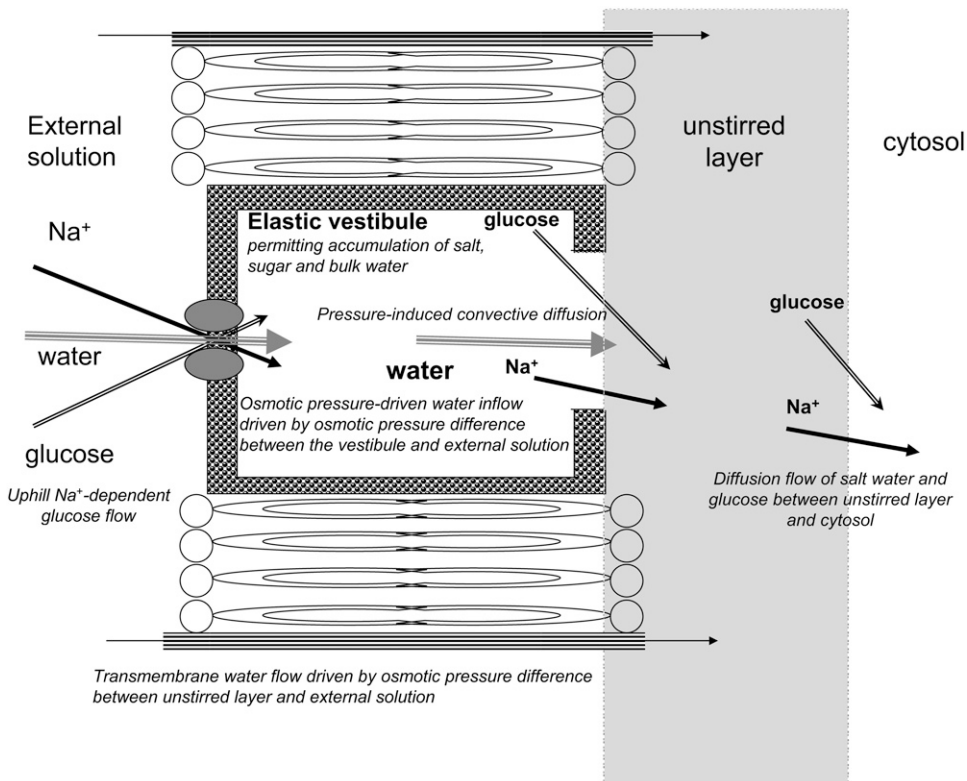 External
solution
unstirred
layer
cytosol
Na⁺
Elastic vestibule
permitting accumulation of salt,
sugar and bulk water
glucose
glucose
Pressure-induced convective diffusion
water
water
Na⁺
Na⁺
Osmotic pressure-driven water inflow
driven by osmotic pressure difference
between the vestibule and external solution
glucose
Uphill Na⁺-dependent
glucose flow
Diffusion flow of salt water and
glucose between unstirred layer
and cytosol
Transmembrane water flow driven by osmotic pressure difference
between unstirred layer and external solution